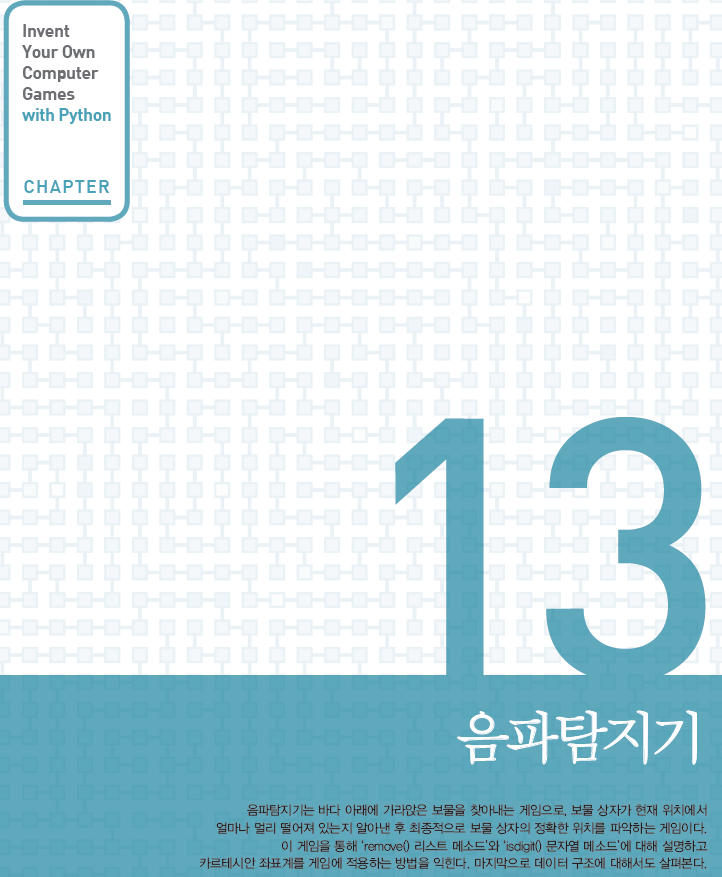 Invent
Your Own
Computer
Games
with Python
CHAPTER
13
음파탐지기
음파탐지기는 바다 아래에 가라앉은 보물을 찾아내는 게임으로, 보물 상자가 현재 위치에서
얼마나 멀리 떨어져 있는지 알아낸 후 최종적으로 보물 상자의 정확한 위치를 파악하는 게임이다.
이 게임을 통해 ‘remove() 리스트 메소드’와 ‘isdigit() 문자열 메소드’에 대해 설명하고
카르테시안 좌표계를 게임에 적용하는 방법을 익힌다. 마지막으로 데이터 구조에 대해서도 살펴본다.